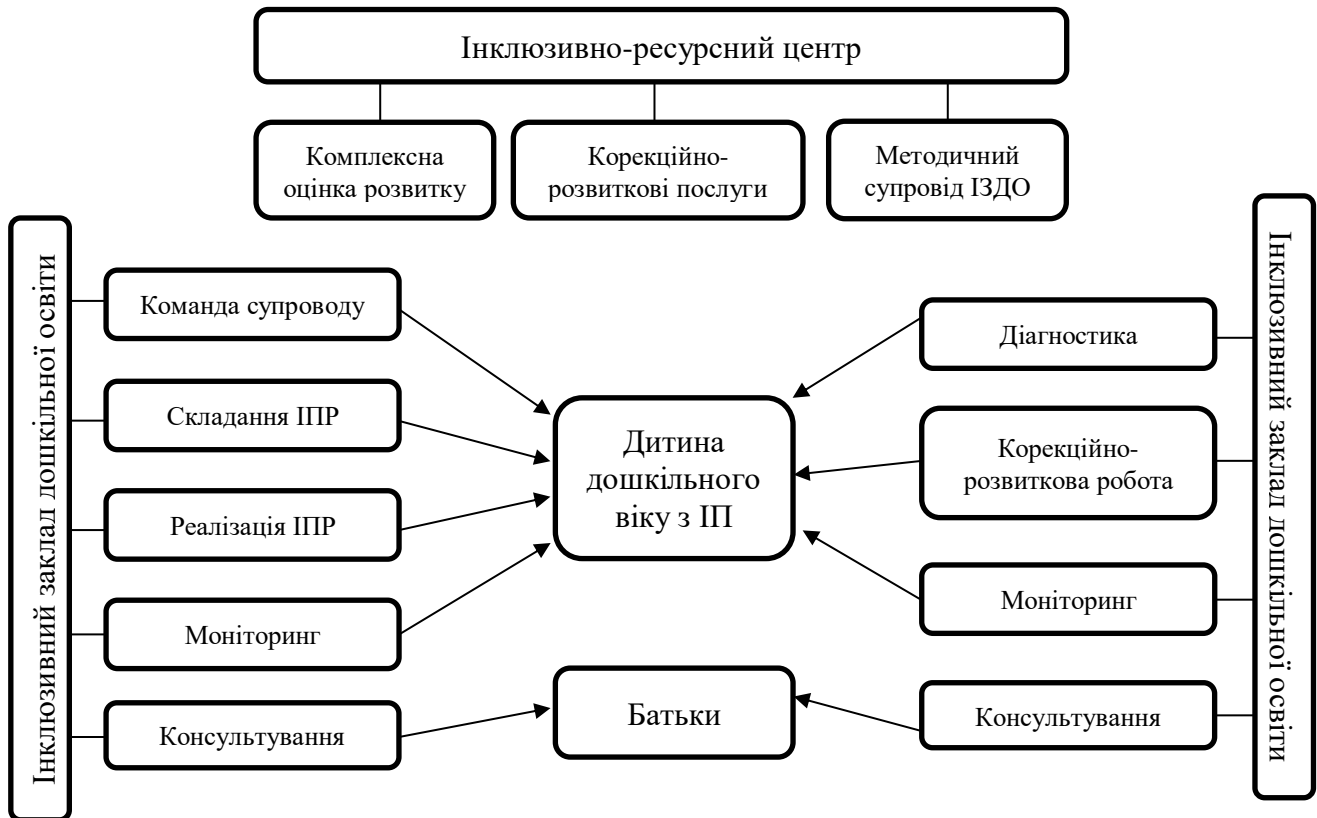 Інклюзивно-ресурсний центр
Комплексна
оцінка розвитку
Корекційно-
розвиткові послуги
Методичний
супровід ІЗДО
Інклюзивний заклад дошкільної освіти
Команда супроводу
Складання ІПР
Реалізація ІПР
Моніторинг
Консультування
Дитина
дошкільного
віку з ІП
Батьки
Діагностика
Корекційно-
розвиткова робота
Моніторинг
Консультування
Інклюзивний заклад дошкільної освіти